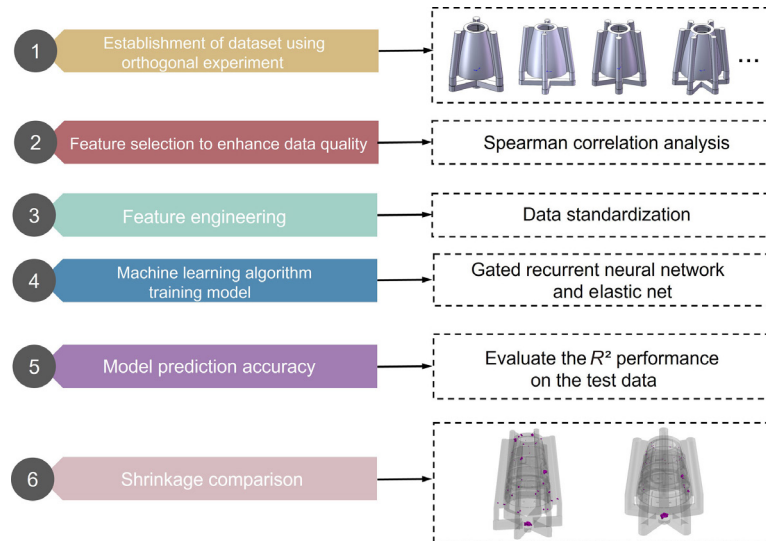 1
Establishment of dataset using
orthogonal experiment
...
2
Feature selection to enhance data quality
Spearman correlation analysis
3
Feature engineering
Data standardization
4
Machine learning algorithm
training model
Gated recurrent neural network
and elastic net
5
Model prediction accuracy
Evaluate the R² performance
on the test data
6
Shrinkage comparison